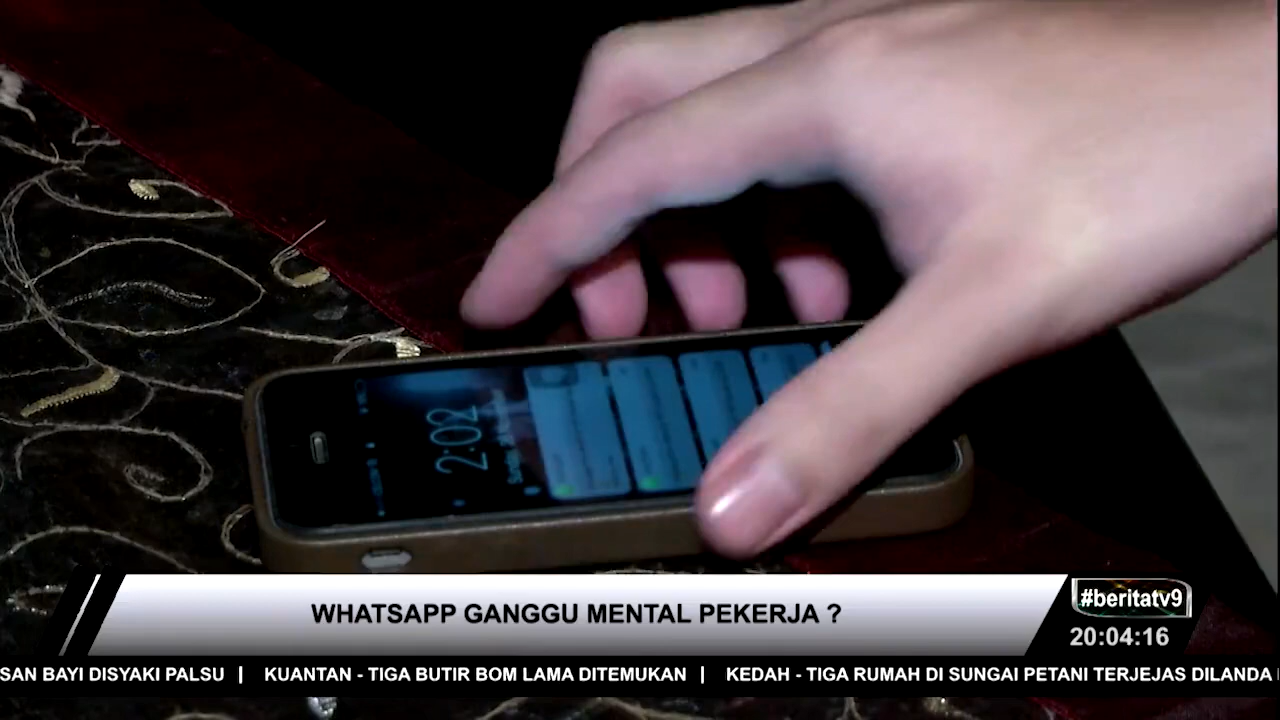 2:02
WHATSAPP GANGGU MENTAL PEKERJA ?
#beritatv9
20:04:16
SAN BAYI DISYAKI PALSU | KUANTAN - TIGA BUTIR BOM LAMA DITEMUKAN | KEDAH - TIGA RUMAH DI SUNGAI PETANI TERJEJAS DILANDA